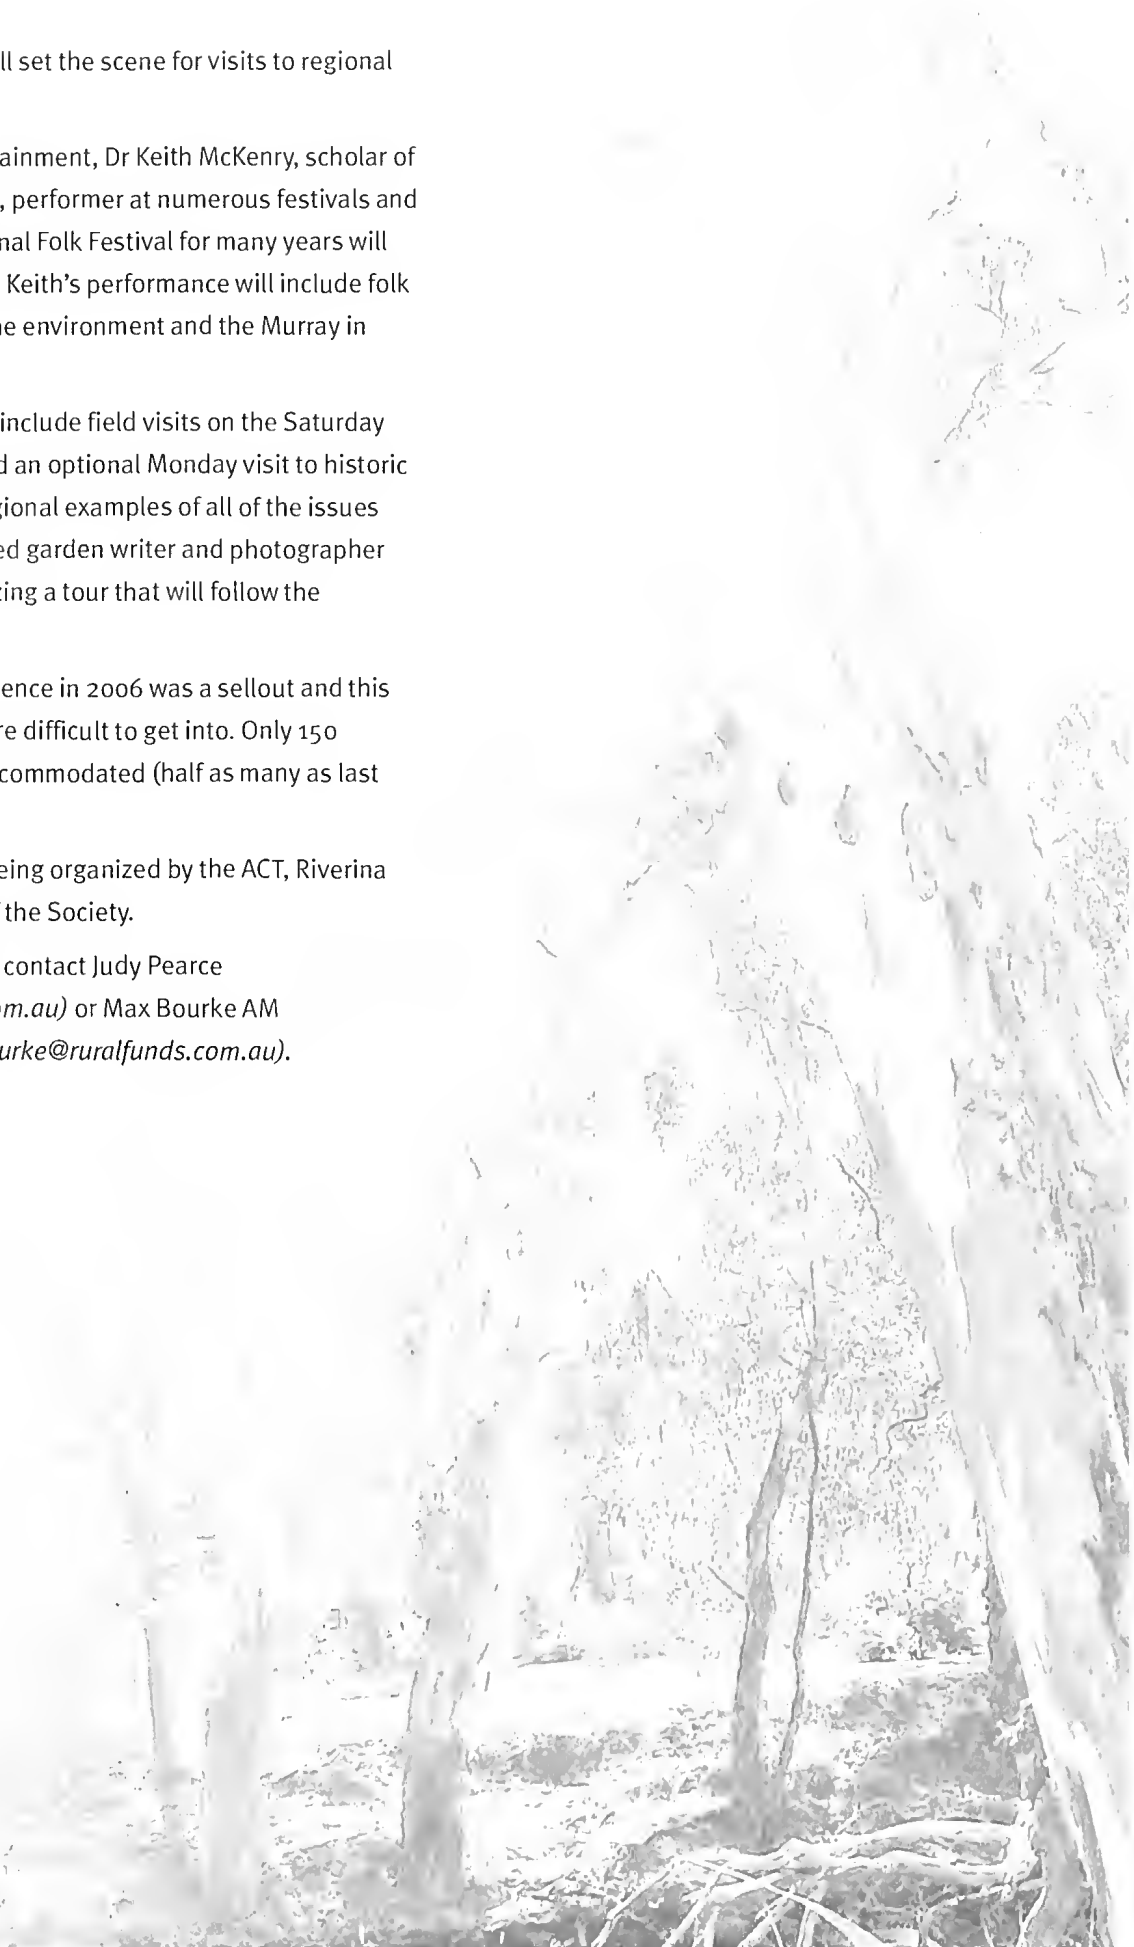 ll set the scene for visits to regional
ainment, Dr Keith McKenry, scholar of
, performer at numerous festivals and
nal Folk Festival for many years will
Keith's performance will include folk
e environment and the Murray in
include field visits on the Saturday
d an optional Monday visit to historic
gional examples of all of the issues
ed garden writer and photographer
ting a tour that will follow the
ence in 2006 was a sellout and this
re difficult to get into. Only 150
commodated (half as many as last
eing organized by the ACT, Riverina
the Society.
contact Judy Pearce
m.au) or Max Bourke AM
urke@ruralfunds.com.au).